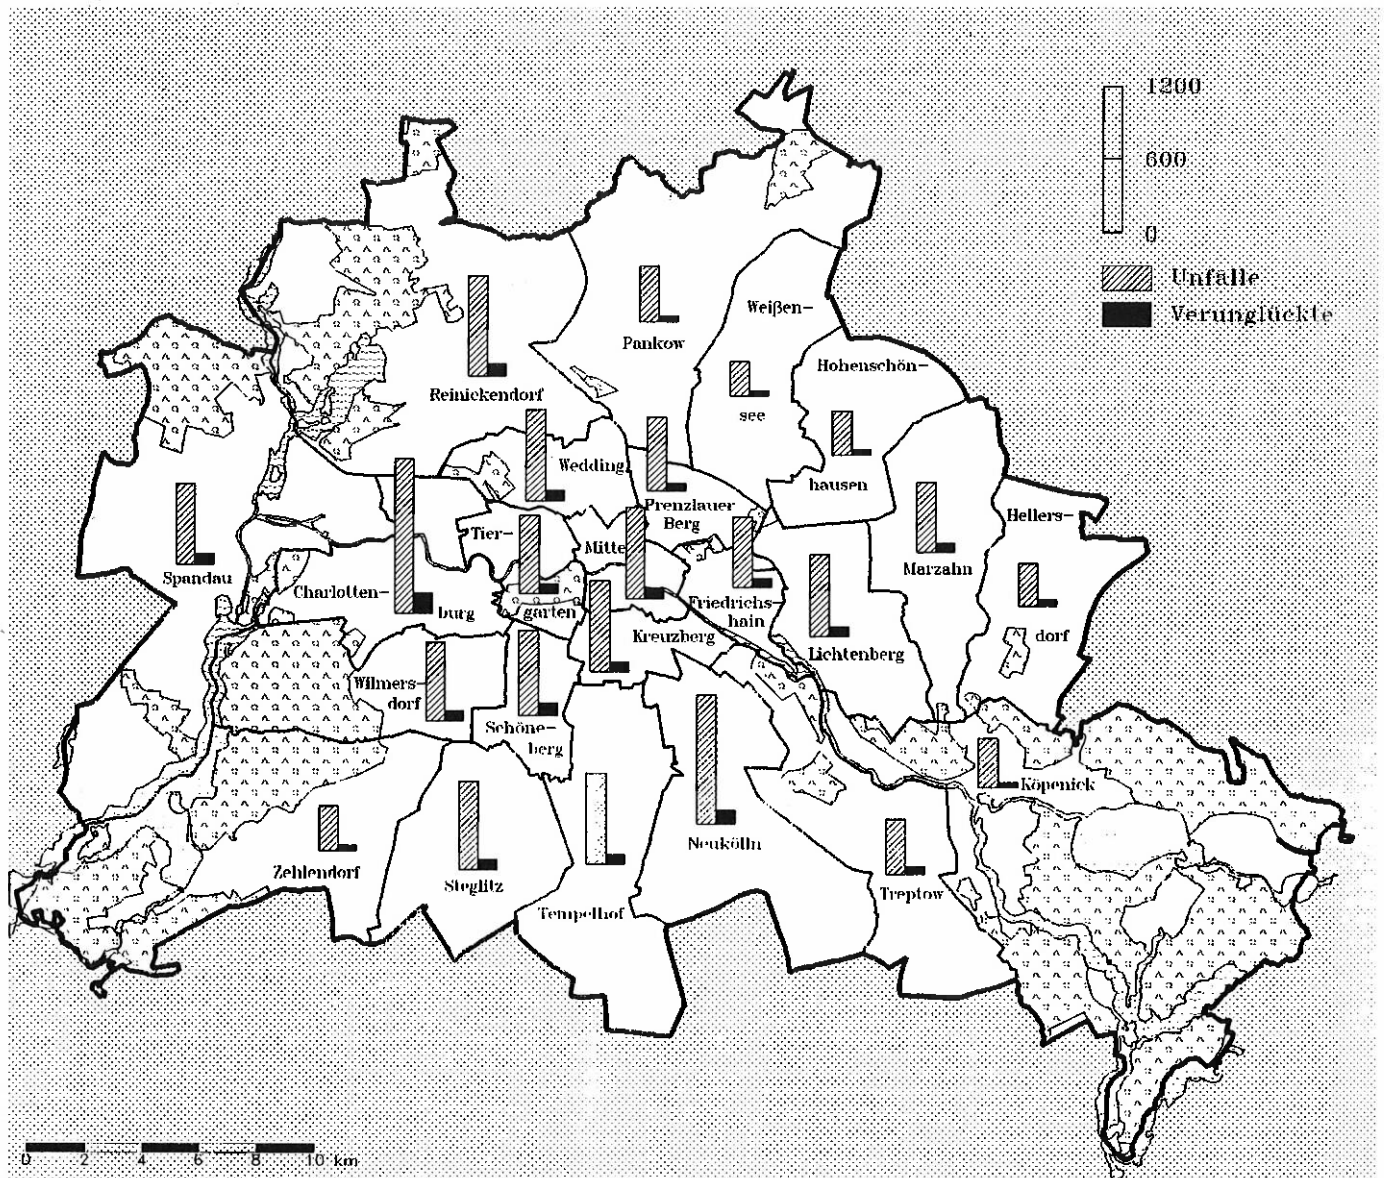 1200
600
0
Unfälle
Verunglückte
Weißen-
Pankow
Hohenschön-
Reinickendorf
see
Wedding
hausen
Prenzlauer
Berg
Hellers-
Tier-
Mitte
Marzahn
Spandau
Charlotten-
burg
garten
Friedrichs-
hain
Kreuzberg
dorf
Lichtenberg
Wilmers-
dorf
Schöne-
berg
Köpenick
Neukölln
Zehlendorf
Steglitz
Treptow
Tempelhof
0 2 4 6 8 10 km